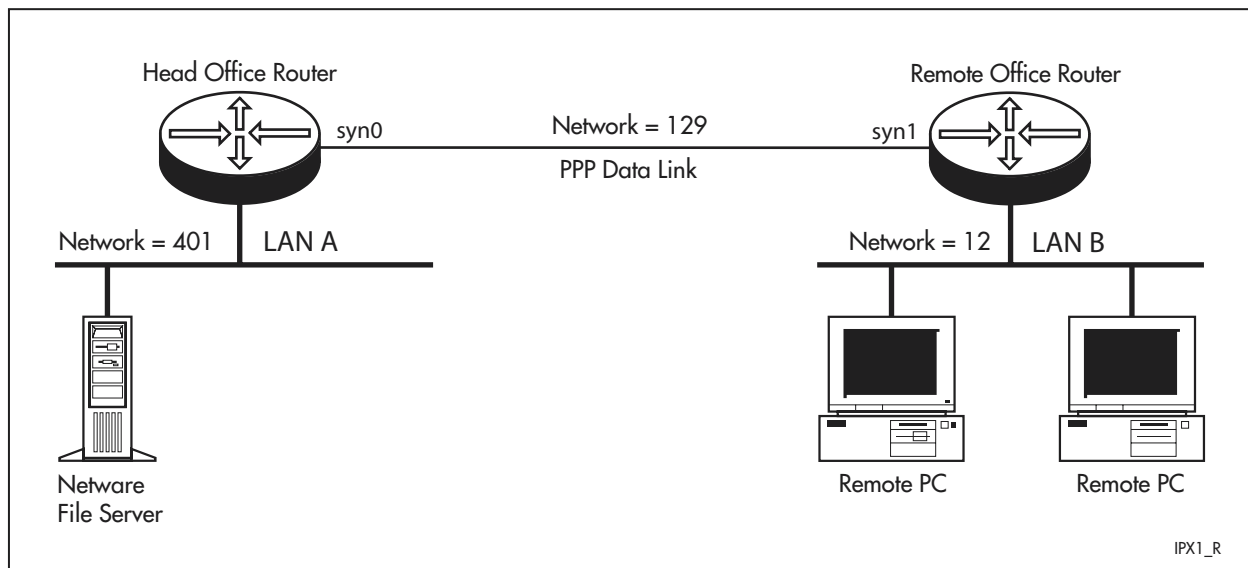 Head Office Router
Remote Office Router
syn0
Network = 129
syn1
PPP Data Link
Network = 401
LAN A
Network = 12
LAN B
Netware
File Server
Remote PC
Remote PC
IPX1_R